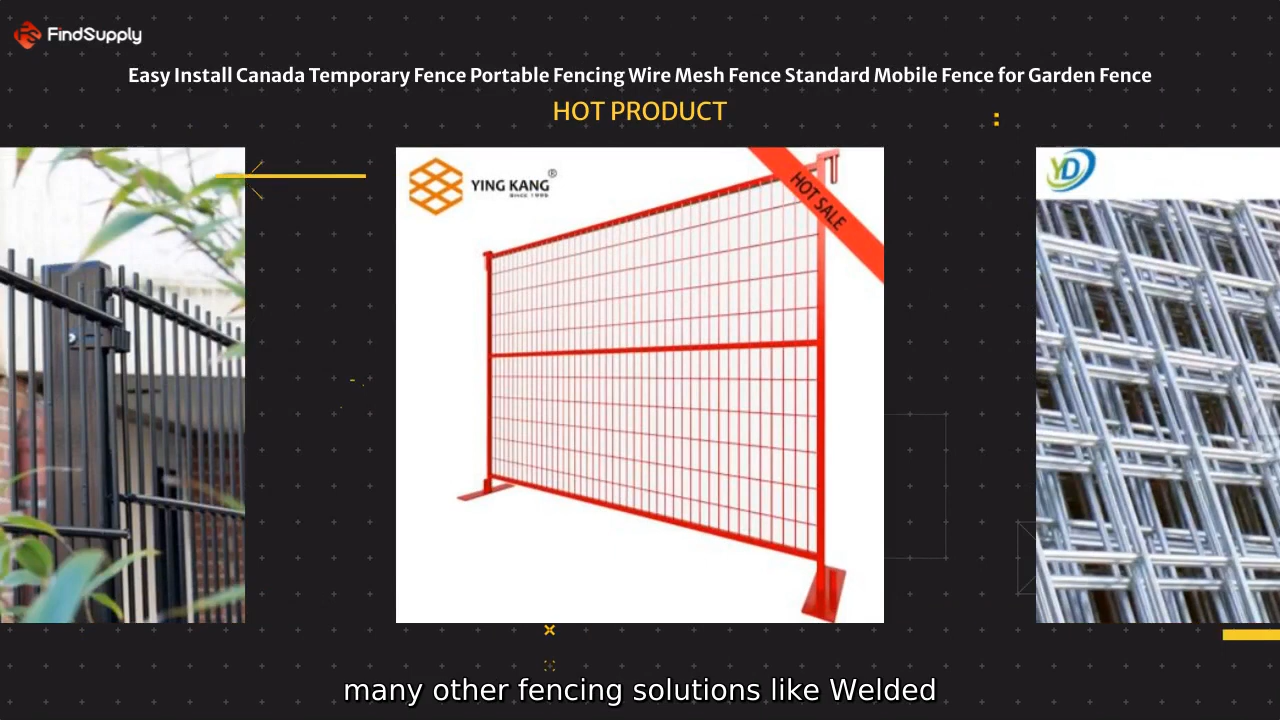 FindSupply
Easy Install Canada Temporary Fence Portable Fencing Wire Mesh Fence Standard Mobile Fence for Garden Fence
HOT PRODUCT
YING KANG®
SINCE 1999
HOT SALE
YD
many other fencing solutions like Welded